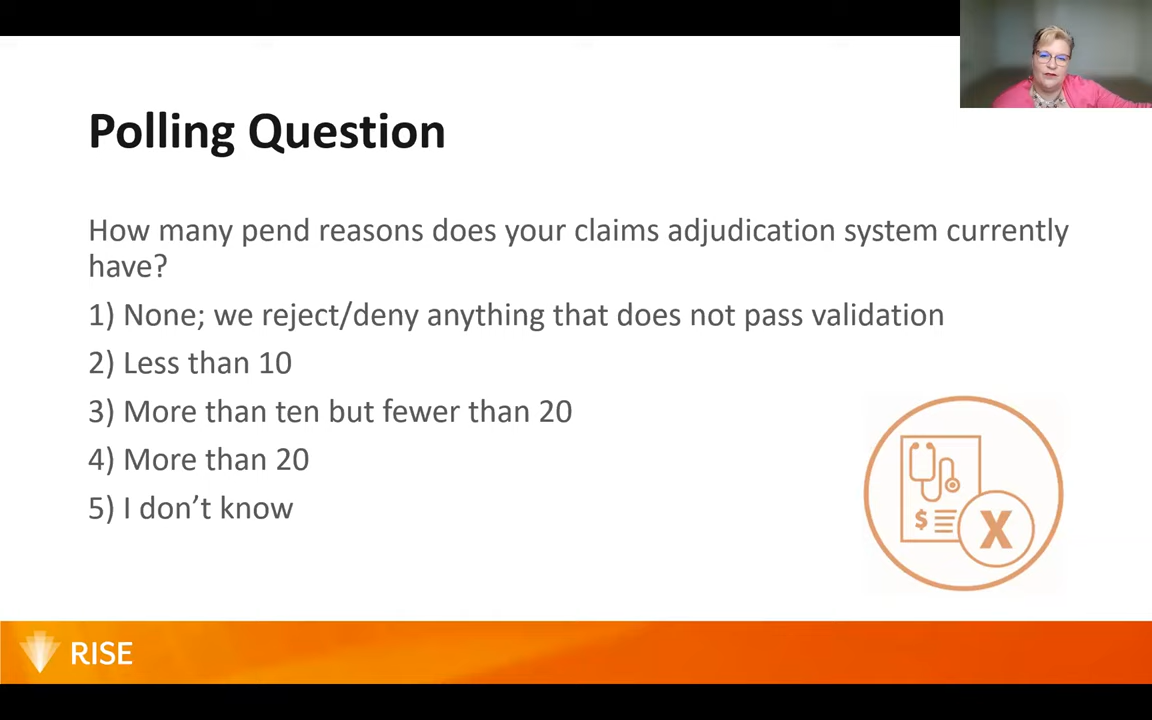 Polling Question
How many pend reasons does your claims adjudication system currently
have?
1) None; we reject/deny anything that does not pass validation
2) Less than 10
3) More than ten but fewer than 20
4) More than 20
5) I don’t know
$
X
RISE